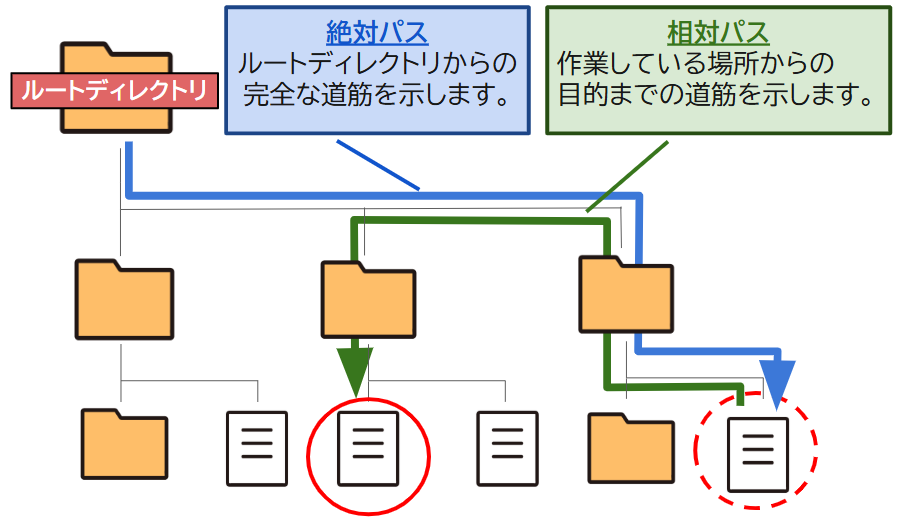 ルートディレクトリ
絶対パス
ルートディレクトリからの
完全な道筋を示します。
相対パス
作業している場所からの
目的までの道筋を示します。